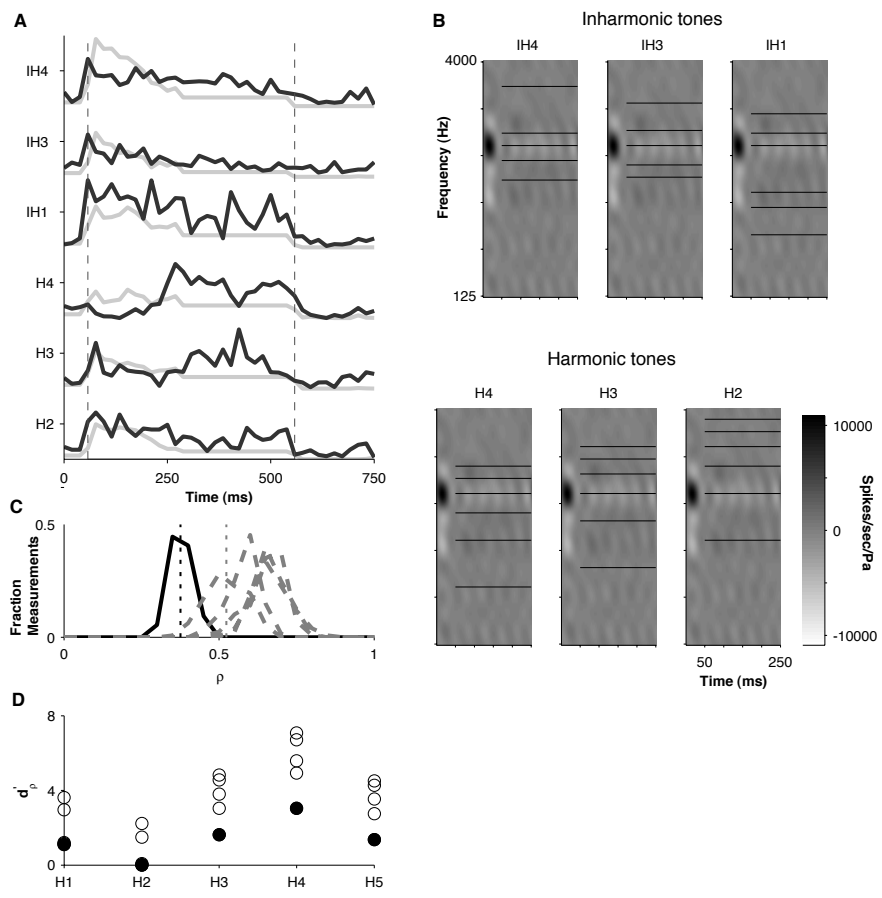 A
IH4
IH3
IH1
H4
H3
H2
0
250
500
750
Time (ms)
B
Inharmonic tones
IH4
IH3
IH1
4000
Frequency (Hz)
125
Harmonic tones
H4
H3
H2
50
250
Time (ms)
10000
0
-10000
Spikes/sec/Pa
C
0.5
Fraction
Measurements
0
0
0.5
1
ρ
D
8
d'ρ
4
0
H1
H2
H3
H4
H5